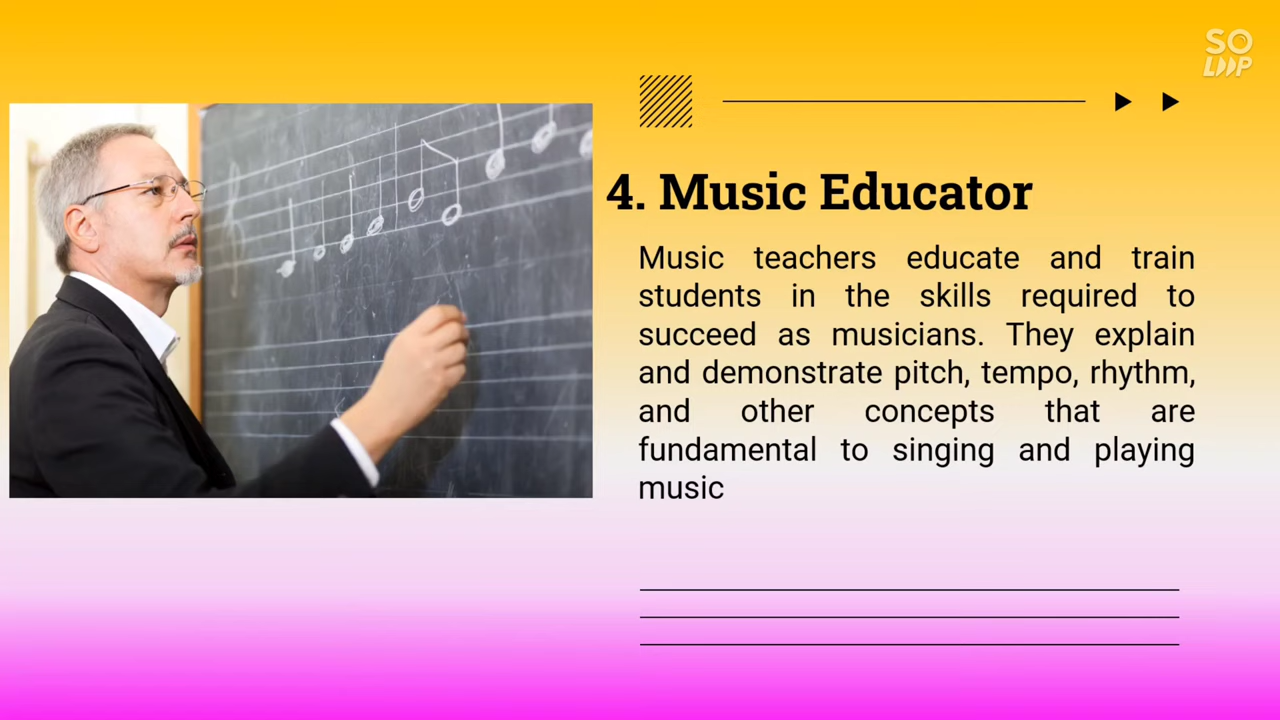 SO
LOOP
4. Music Educator
Music teachers educate and train
students in the skills required to
succeed as musicians. They explain
and demonstrate pitch, tempo, rhythm,
and other concepts that are
fundamental to singing and playing
music